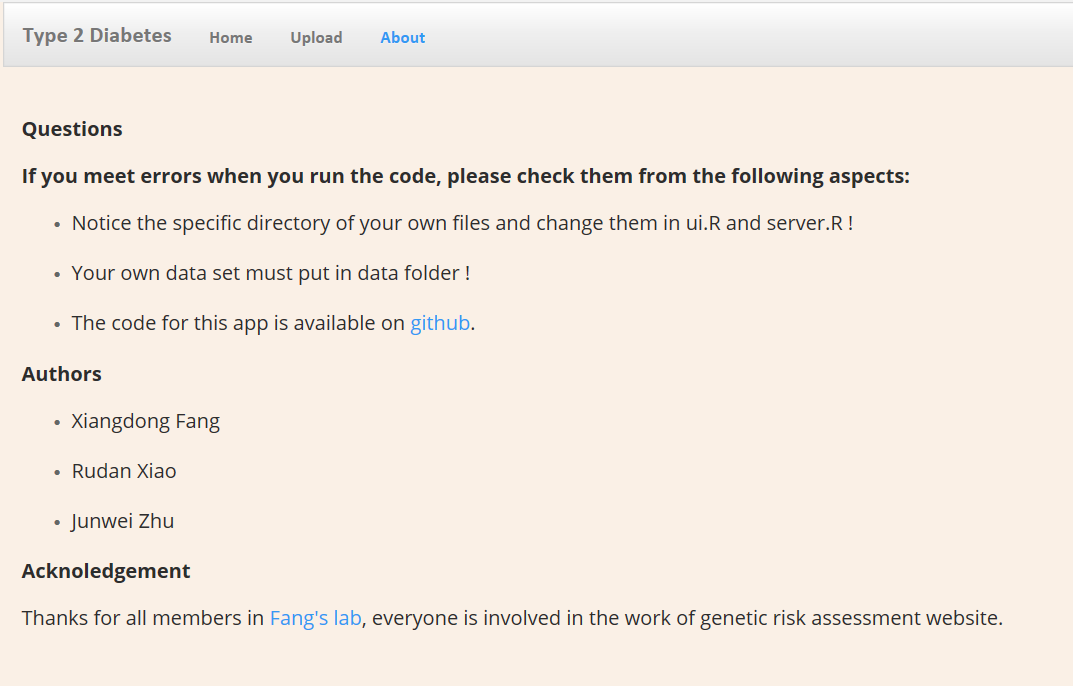 Type 2 Diabetes Home Upload About
Questions
If you meet errors when you run the code, please check them from the following aspects:
• Notice the specific directory of your own files and change them in ui.R and server.R !
• Your own data set must put in data folder !
• The code for this app is available on github.
Authors
• Xiangdong Fang
• Rudan Xiao
• Junwei Zhu
Acknoledgement
Thanks for all members in Fang's lab, everyone is involved in the work of genetic risk assessment website.